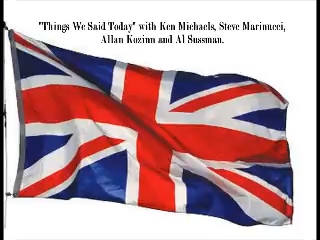 "Things We Said Today" with Ken Michaels, Steve Marinucci,
Allan Kozinn and Al Sussman.